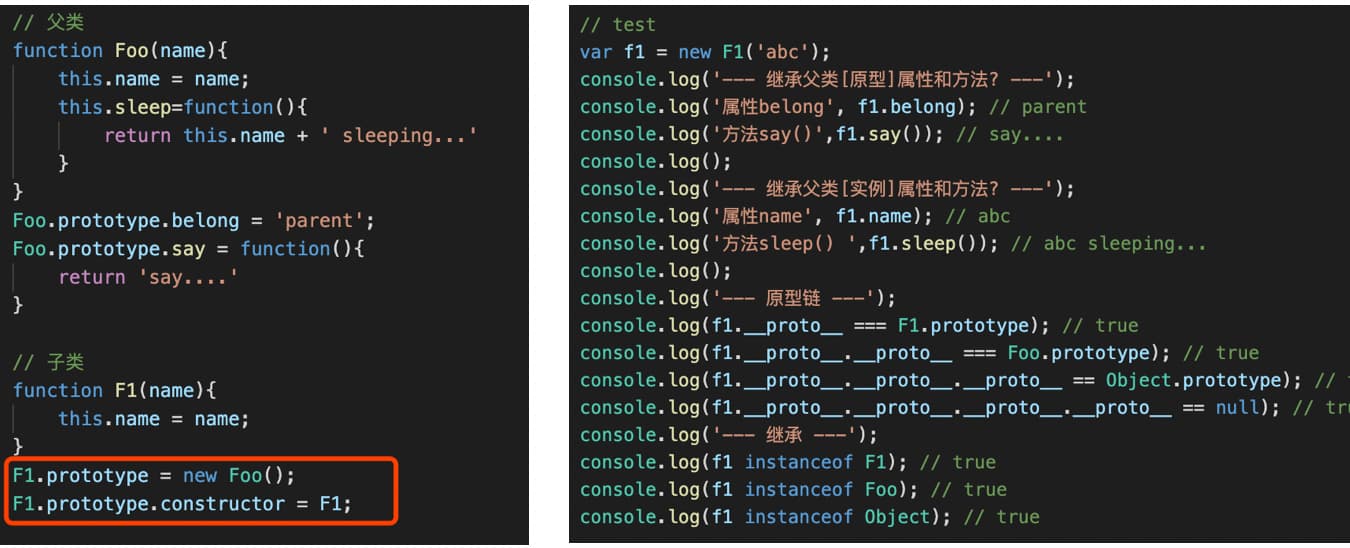 // 父类
function Foo(name){
    this.name = name;
    this.sleep=function(){
        return this.name + ' sleeping...'
    }
}
Foo.prototype.belong = 'parent';
Foo.prototype.say = function(){
    return 'say....'
}
// 子类
function F1(name){
    this.name = name;
}
F1.prototype = new Foo();
F1.prototype.constructor = F1;
// test
var f1 = new F1('abc');
console.log('--- 继承父类[原型]属性和方法? ---');
console.log('属性belong', f1.belong); // parent
console.log('方法say()',f1.say()); // say....
console.log();
console.log('--- 继承父类[实例]属性和方法? ---');
console.log('属性name', f1.name); // abc
console.log('方法sleep() ',f1.sleep()); // abc sleeping...
console.log();
console.log('--- 原型链 ---');
console.log(f1.__proto__ === F1.prototype); // true
console.log(f1.__proto__.__proto__ === Foo.prototype); // true
console.log(f1.__proto__.__proto__.__proto__ == Object.prototype); //
console.log(f1.__proto__.__proto__.__proto__.__proto__ == null); //
console.log('--- 继承 ---');
console.log(f1 instanceof F1); // true
console.log(f1 instanceof Foo); // true
console.log(f1 instanceof Object); // true